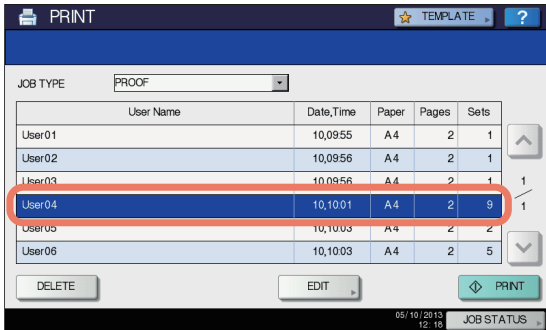 PRINT TEMPLATE ?
JOB TYPE PROOF
User Name Date,Time Paper Pages Sets
User01 10,09:55 A4 2 1
User02 10,09:56 A4 2 1
User03 10,09:56 A4 2 1
User04 10,10:01 A4 2 9
User05 10,10:03 A4 2 2
User06 10,10:03 A4 2 5
1
1
DELETE EDIT PRINT
05/10/2013
12:16 JOB STATUS